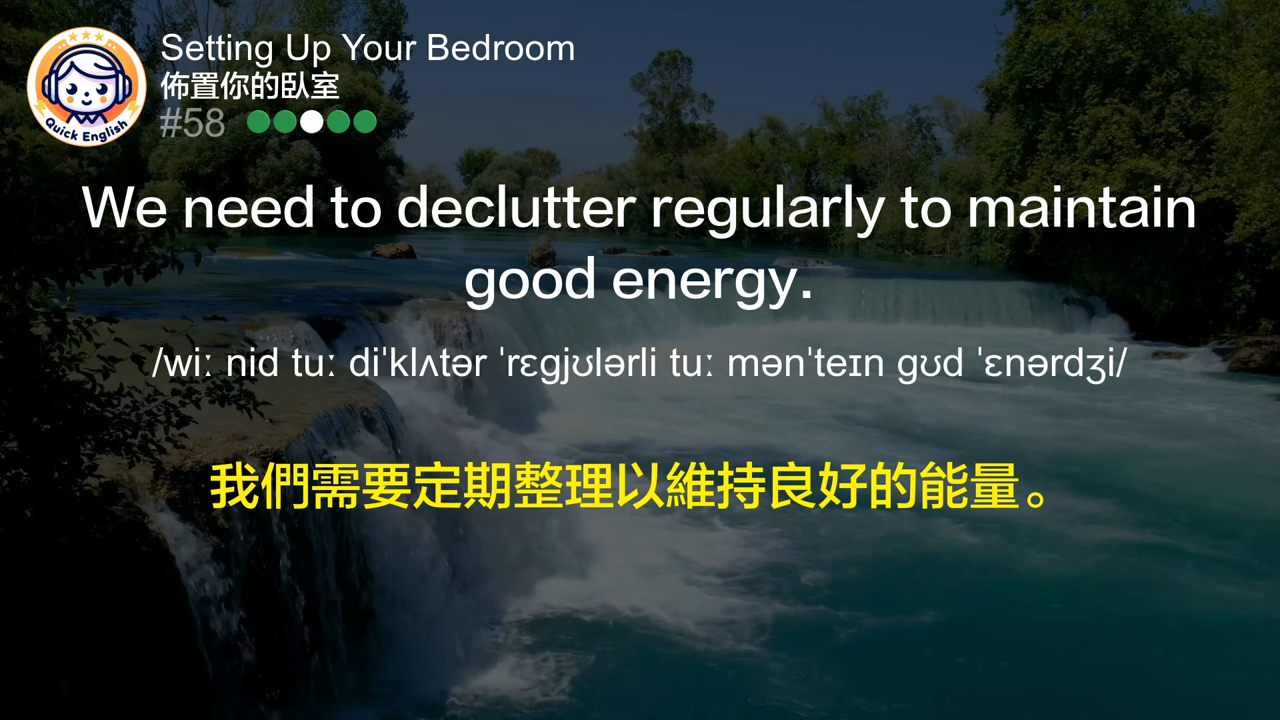 Setting Up Your Bedroom
佈置你的臥室
#58
Quick English
We need to declutter regularly to maintain
good energy.
/wiː nid tuː diˈklʌtər ˈrɛgjʊlərli tuː mənˈteɪn gʊd ˈɛnərdʒi/
我們需要定期整理以維持良好的能量。